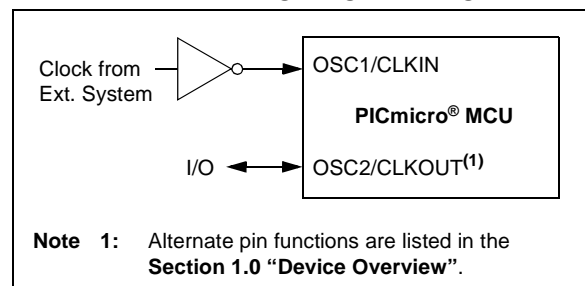 Clock from
Ext. System
OSC1/CLKIN
PICmicro® MCU
I/O
OSC2/CLKOUT(1)
Note 1: Alternate pin functions are listed in the
Section 1.0 “Device Overview”.